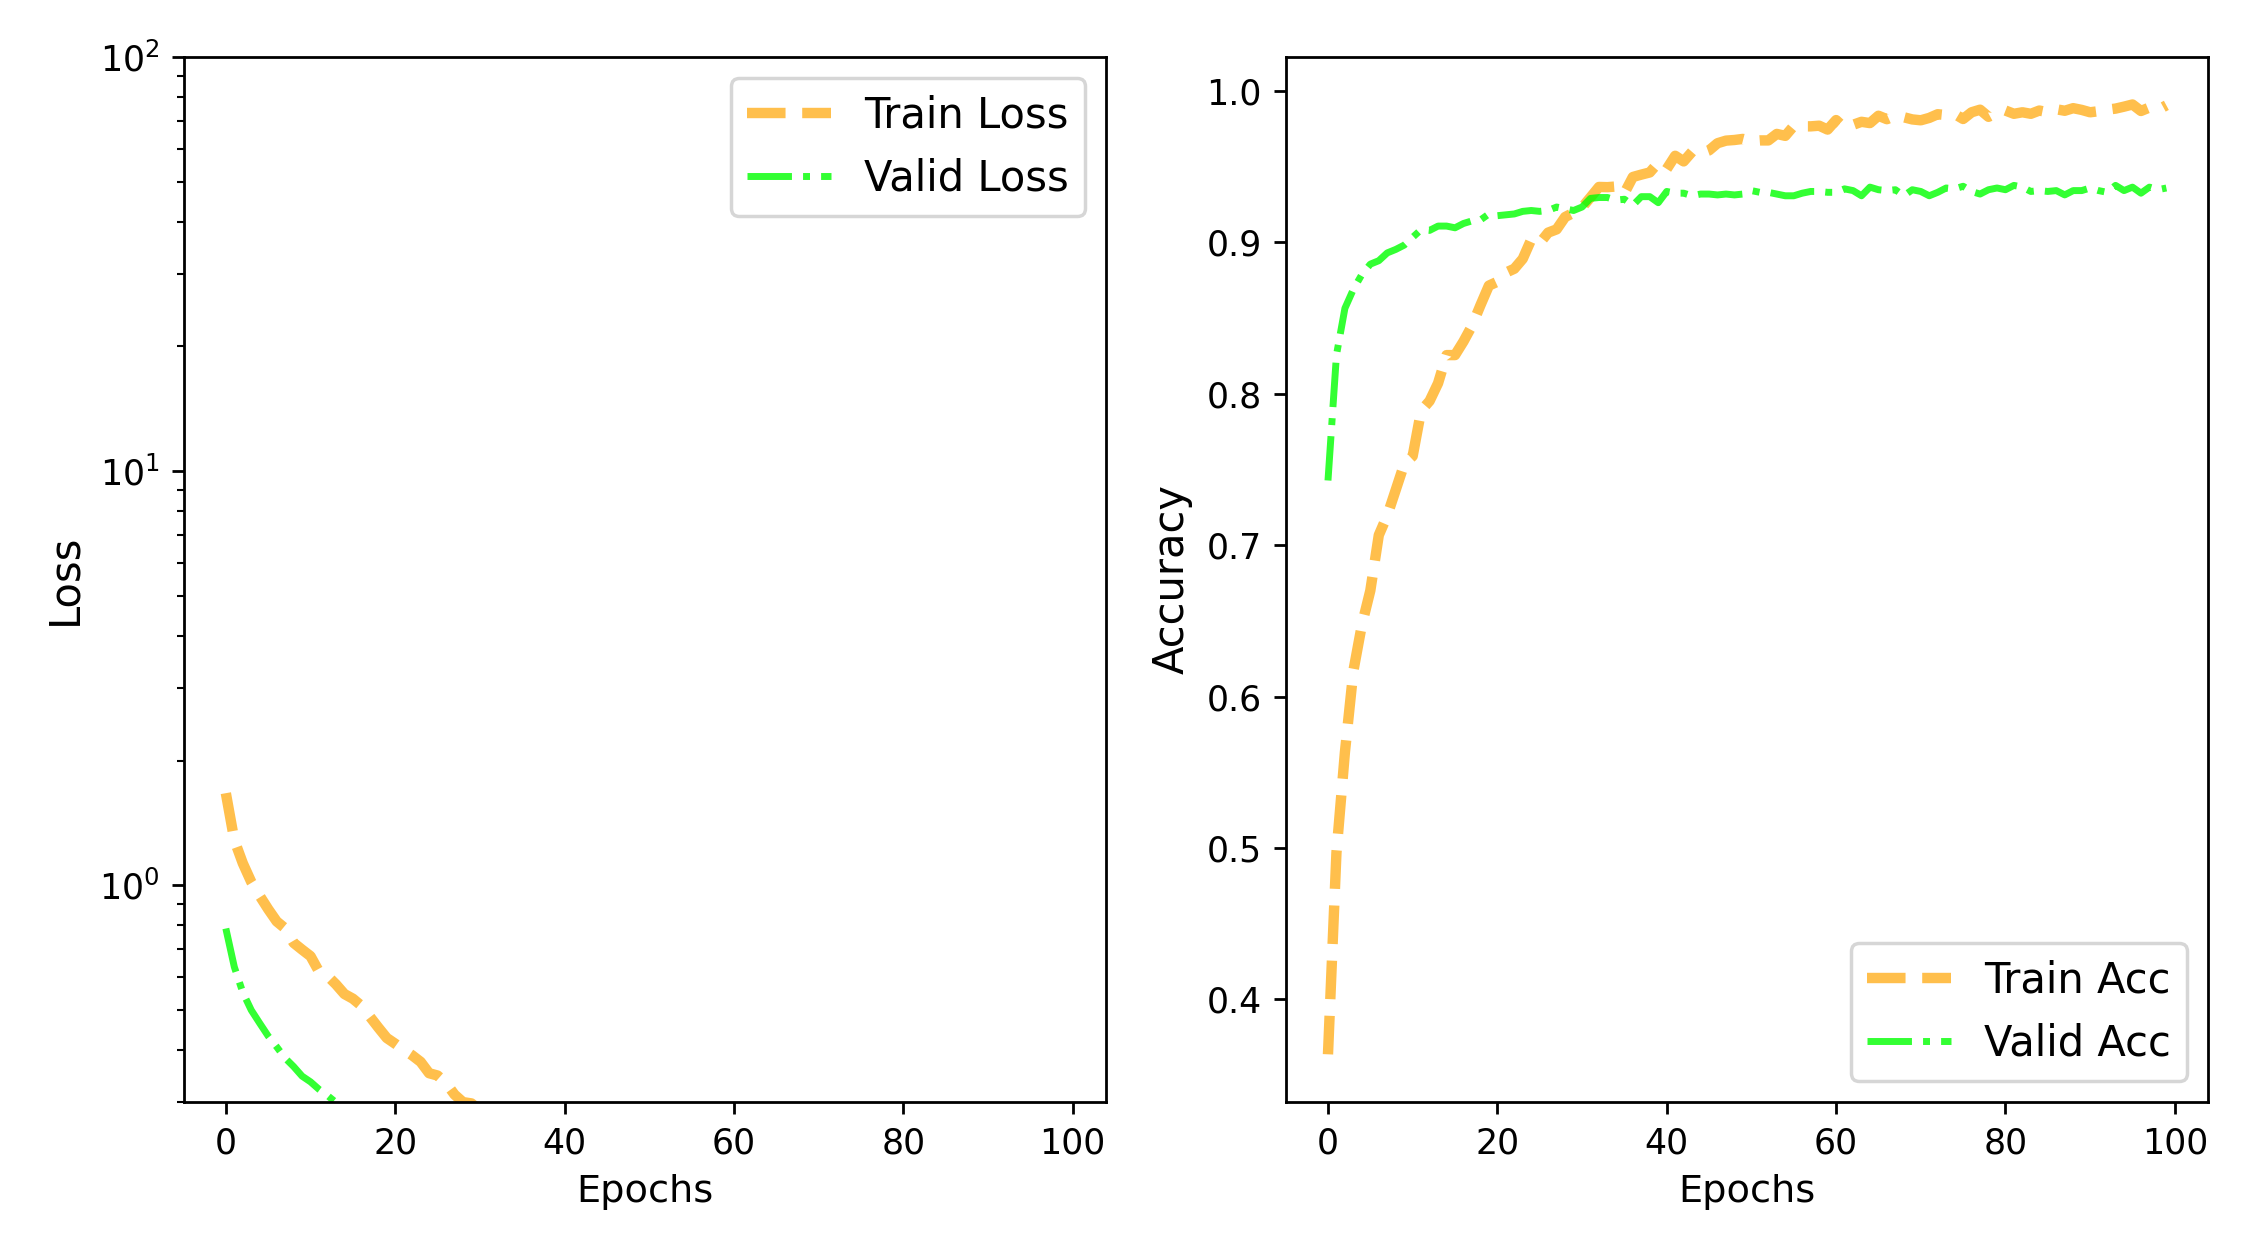 10²
10¹
10⁰
Loss
0 20 40 60 80 100
Epochs
Train Loss
Valid Loss
1.0
0.9
0.8
0.7
0.6
0.5
0.4
Accuracy
0 20 40 60 80 100
Epochs
Train Acc
Valid Acc